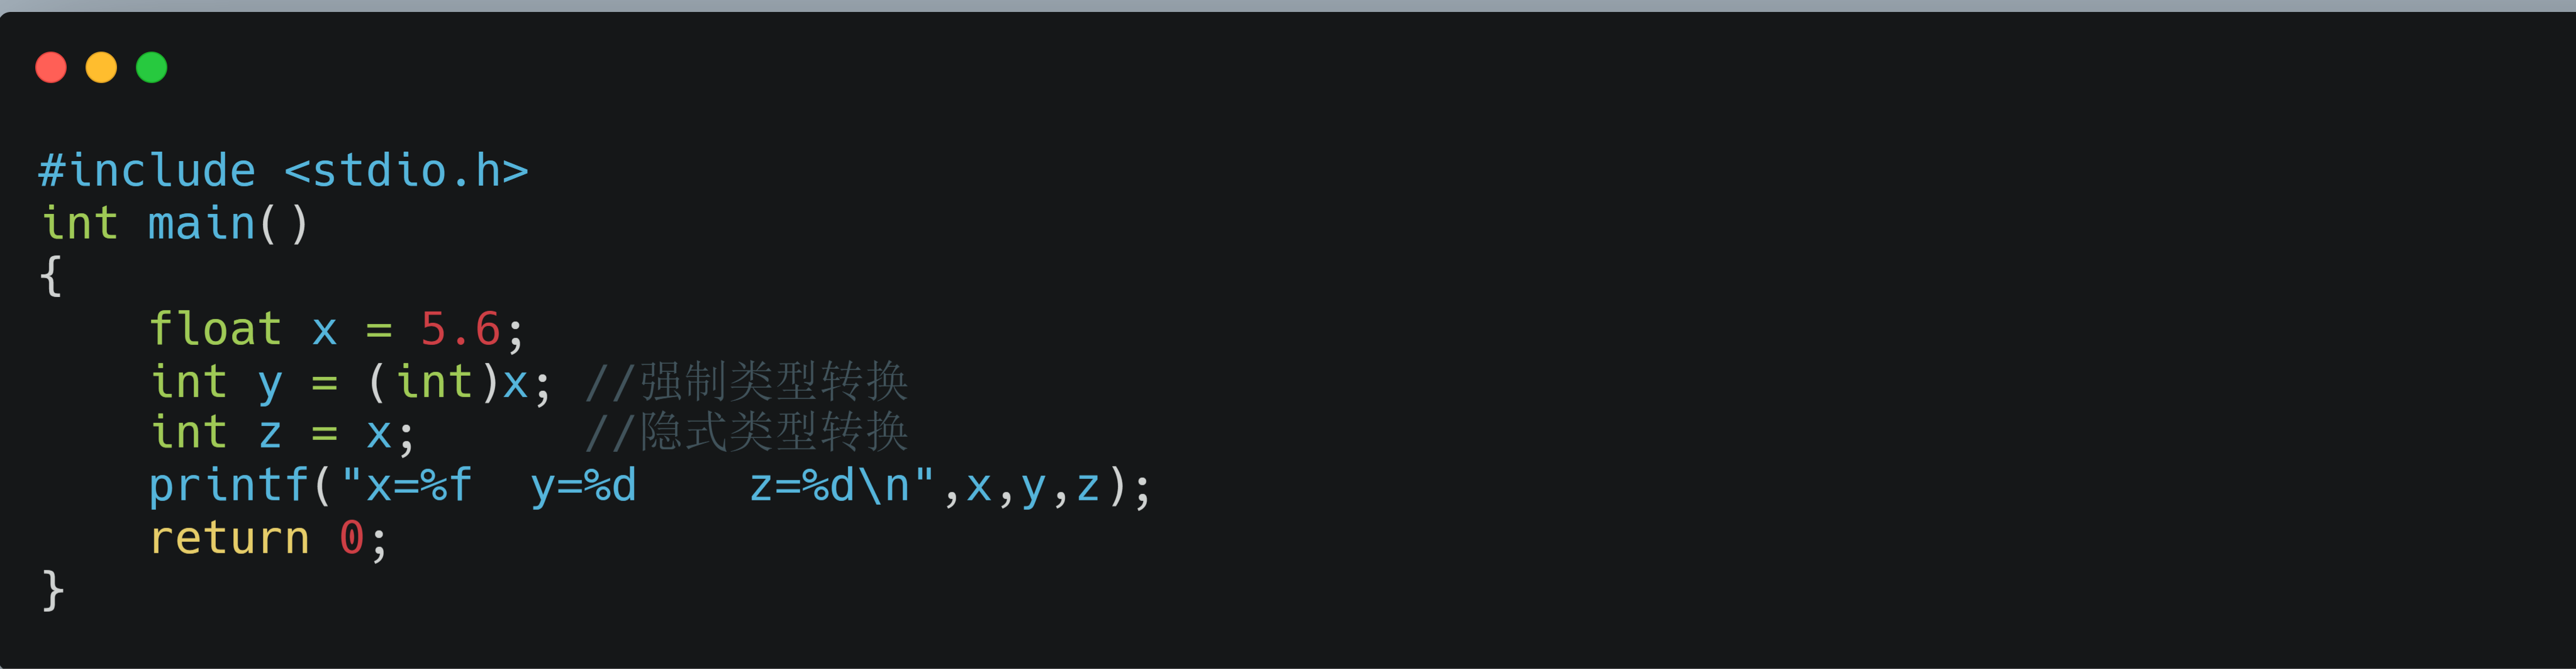 #include <stdio.h>
int main()
{
    float x = 5.6;
    int y = (int)x; //强制类型转换
    int z = x;      //隐式类型转换
    printf("x=%f  y=%d    z=%d\n",x,y,z);
    return 0;
}